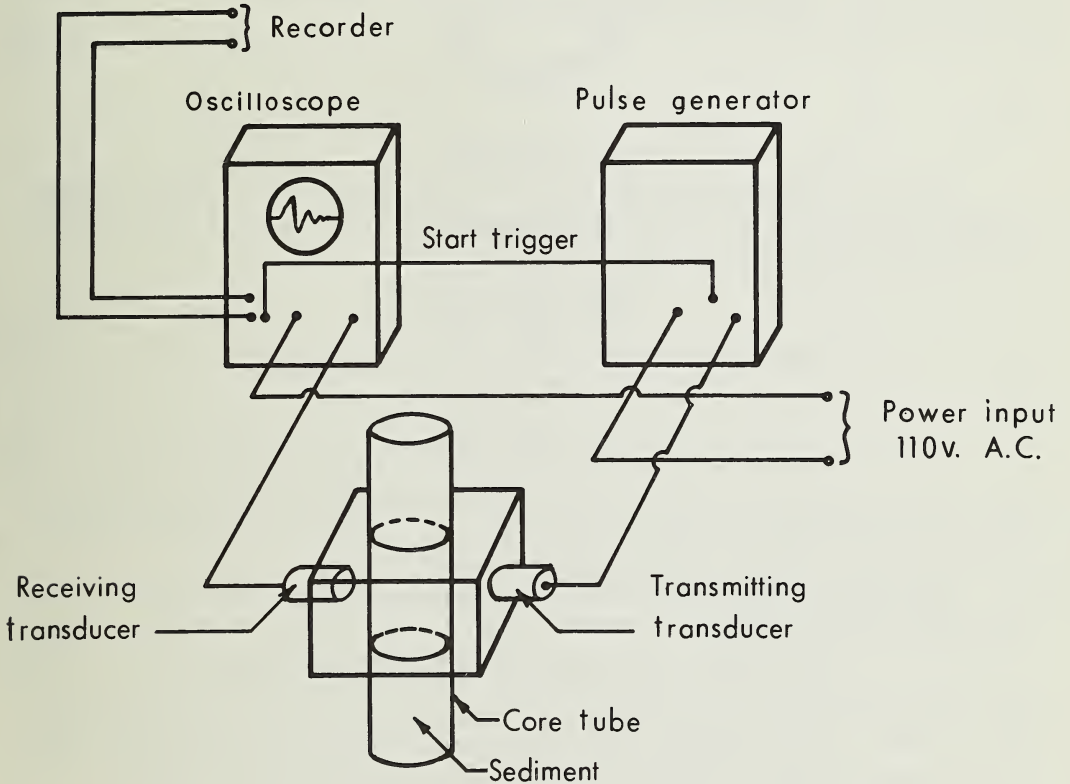 Recorder
Oscilloscope
Pulse generator
Start trigger
Power input
110v. A.C.
Receiving
transducer
Transmitting
transducer
Core tube
Sediment